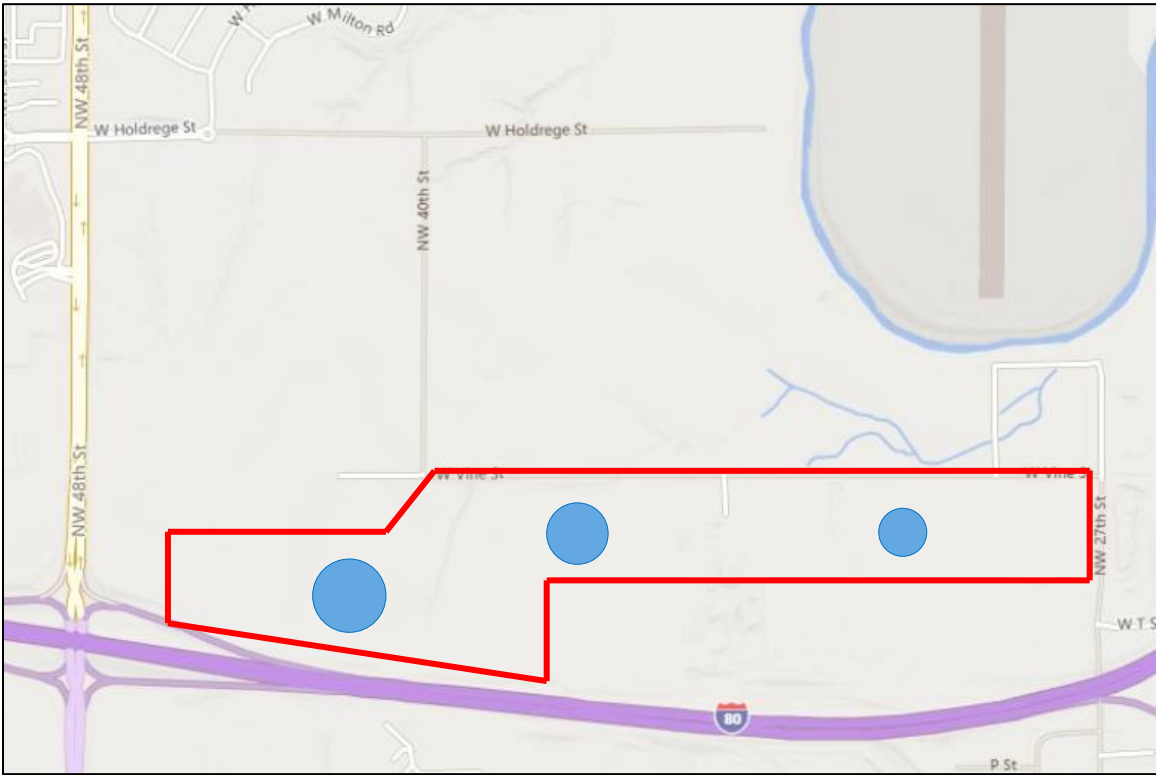 W Milton Rd
NW 48th St
W Holdrege St
W Holdrege St
NW 40th St
NW 48th St
W Vine St
W Vine S
NW 27th St
W T S
80
P St